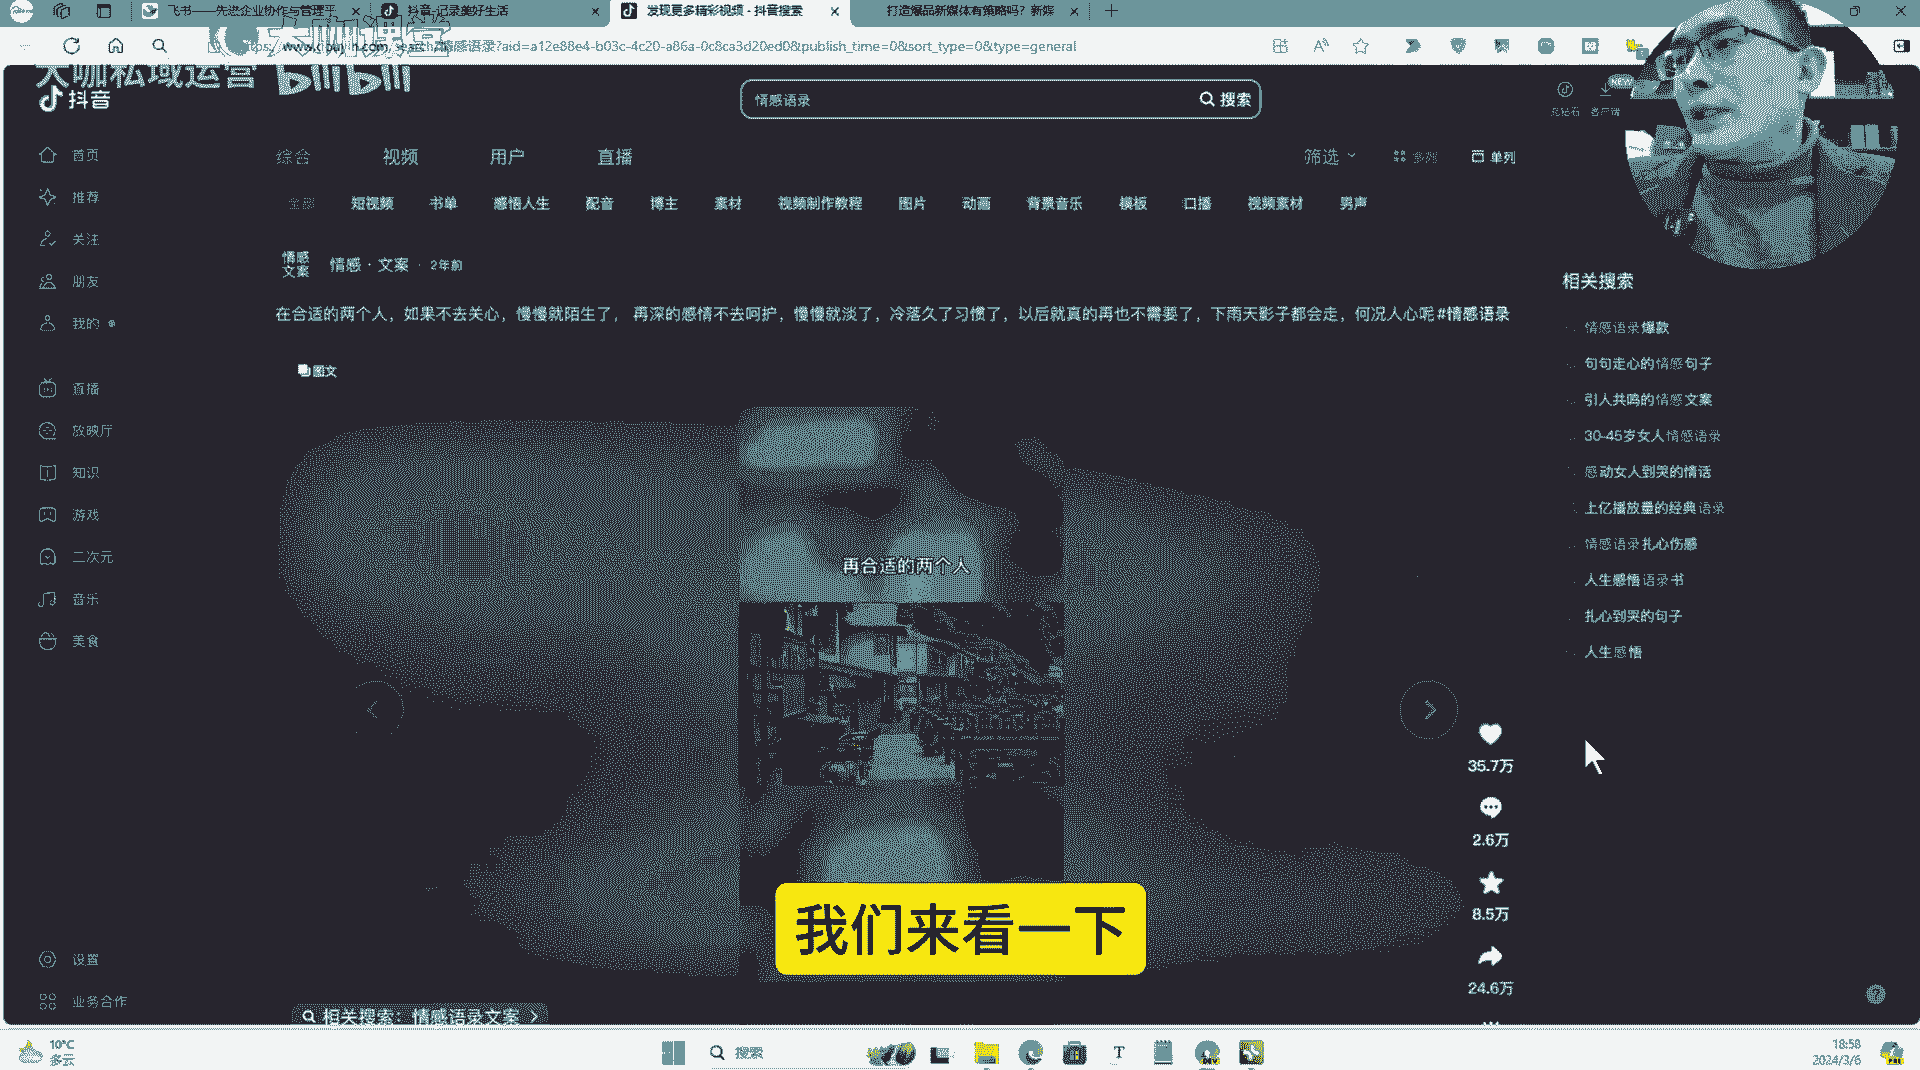 飞书——先进企业协作与管理平
抖音-记录美好生活
发现更多精彩视频 - 抖音搜索
打造爆品新媒体有策略吗？新媒
大咖课堂
www.douyin.com/search/情感语录?aid=a12e88e4-b03c-4c20-a86a-0c8ca3d20ed0&publish_time=0&sort_type=0&type=general
大咖私域运营
bilibili
抖音
情感语录
搜索
客户端
首页
推荐
关注
朋友
我的
直播
放映厅
知识
游戏
二次元
音乐
美食
设置
业务合作
综合 视频 用户 直播
筛选 多列 单列
全部 短视频 书单 感悟人生 配音 博主 素材 视频制作教程 图片 动画 背景音乐 模板 口播 视频素材 男声
情感文案
情感·文案 · 2年前
在合适的两个人，如果不去关心，慢慢就陌生了， 再深的感情不去呵护，慢慢就淡了，冷落久了习惯了，以后就真的再也不需要了，下雨天影子都会走，何况人心呢#情感语录
图文
再合适的两个人
35.7万
2.6万
8.5万
24.6万
相关搜索
情感语录爆款
句句走心的情感句子
引人共鸣的情感文案
30-45岁女人情感语录
感动女人到哭的情话
上亿播放量的经典语录
情感语录扎心伤感
人生感悟语录书
扎心到哭的句子
人生感悟
我们来看一下
相关搜索：情感语录文案
10°C
多云
搜索
18:58
2024/3/6